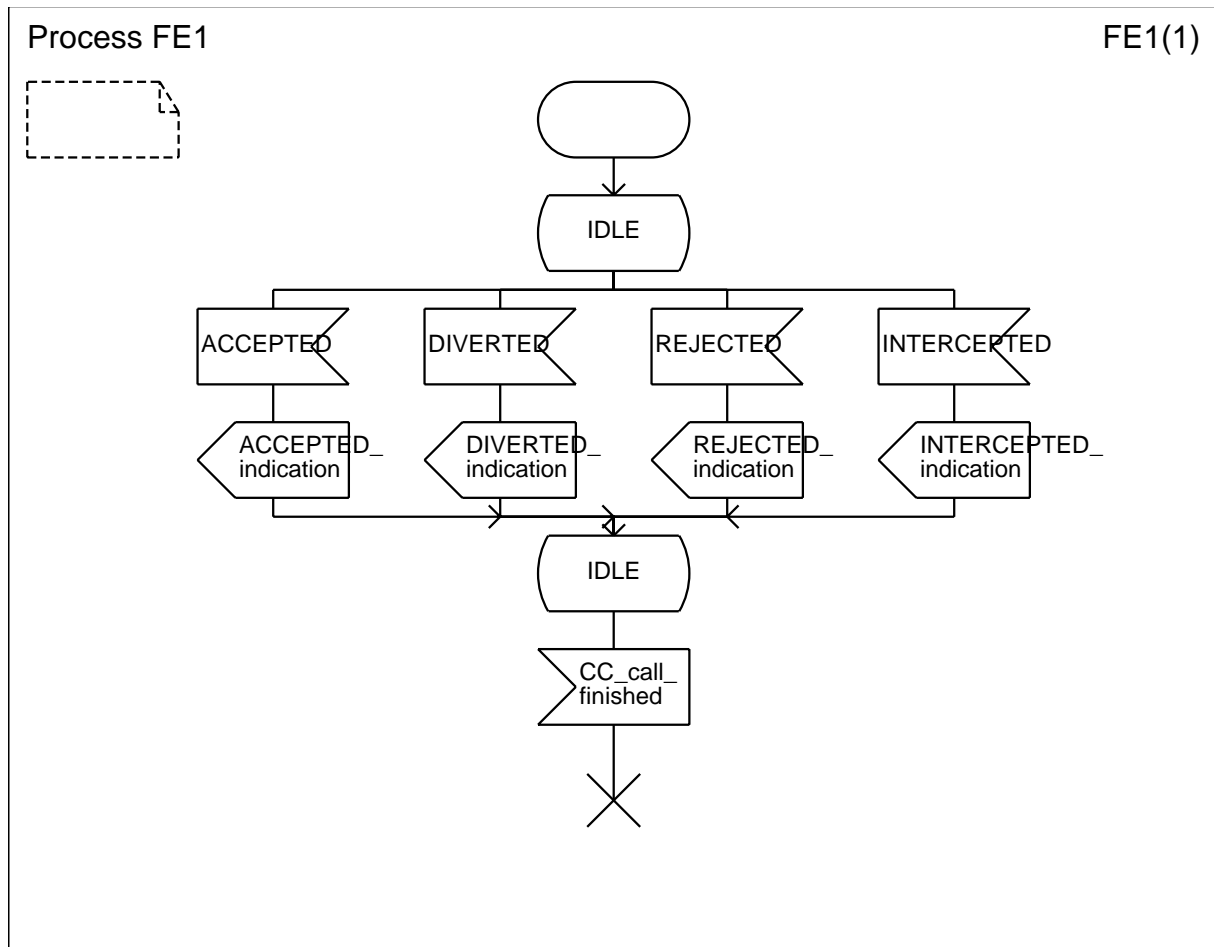 Process FE1
FE1(1)
IDLE
ACCEPTED
DIVERTED
REJECTED
INTERCEPTED
ACCEPTED_
indication
DIVERTED_
indication
REJECTED_
indication
INTERCEPTED_
indication
IDLE
CC_call_
finished